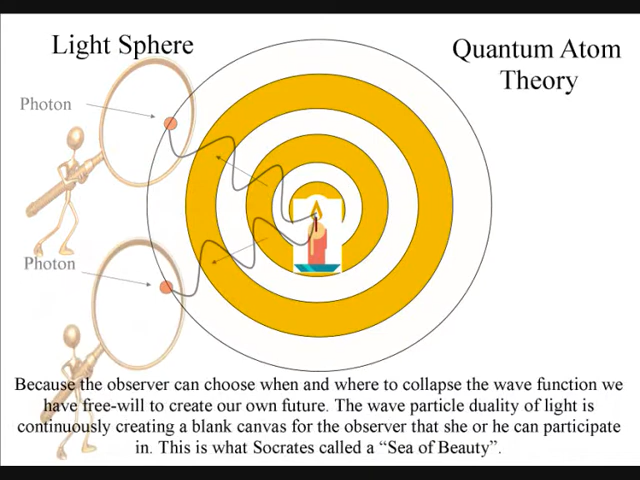 Light Sphere
Quantum Atom
Theory
Photon
Photon
Because the observer can choose when and where to collapse the wave function we
have free-will to create our own future. The wave particle duality of light is
continuously creating a blank canvas for the observer that she or he can participate
in. This is what Socrates called a “Sea of Beauty”.